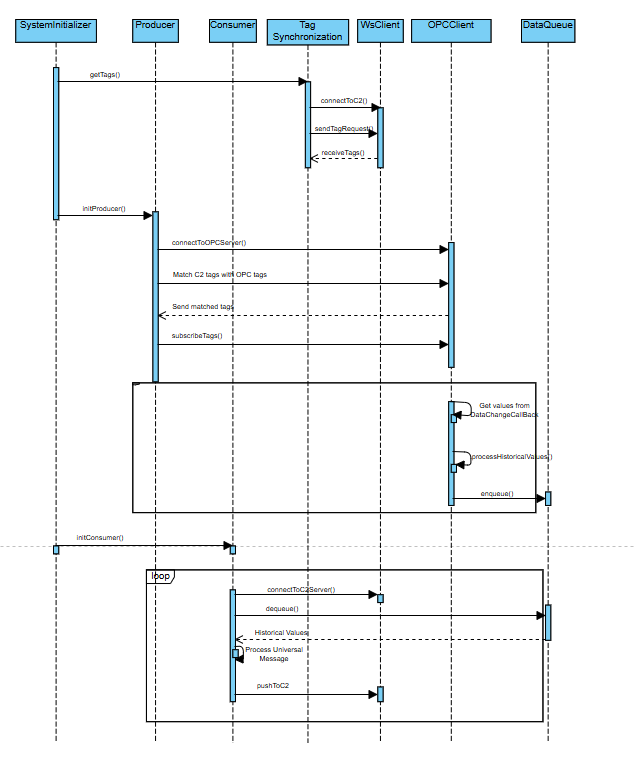 SystemInitializer
Producer
Consumer
Tag
Synchronization
WsClient
OPCClient
DataQueue
getTags()
connectToC2()
sendTagRequest()
receiveTags()
initProducer()
connectToOPCServer()
Match C2 tags with OPC tags
Send matched tags
subscribeTags()
Get values from
DataChangeCallBack
processHistoricalValues()
enqueue()
initConsumer()
loop
connectToC2Server()
dequeue()
Historical Values
Process Universal
Message
pushToC2